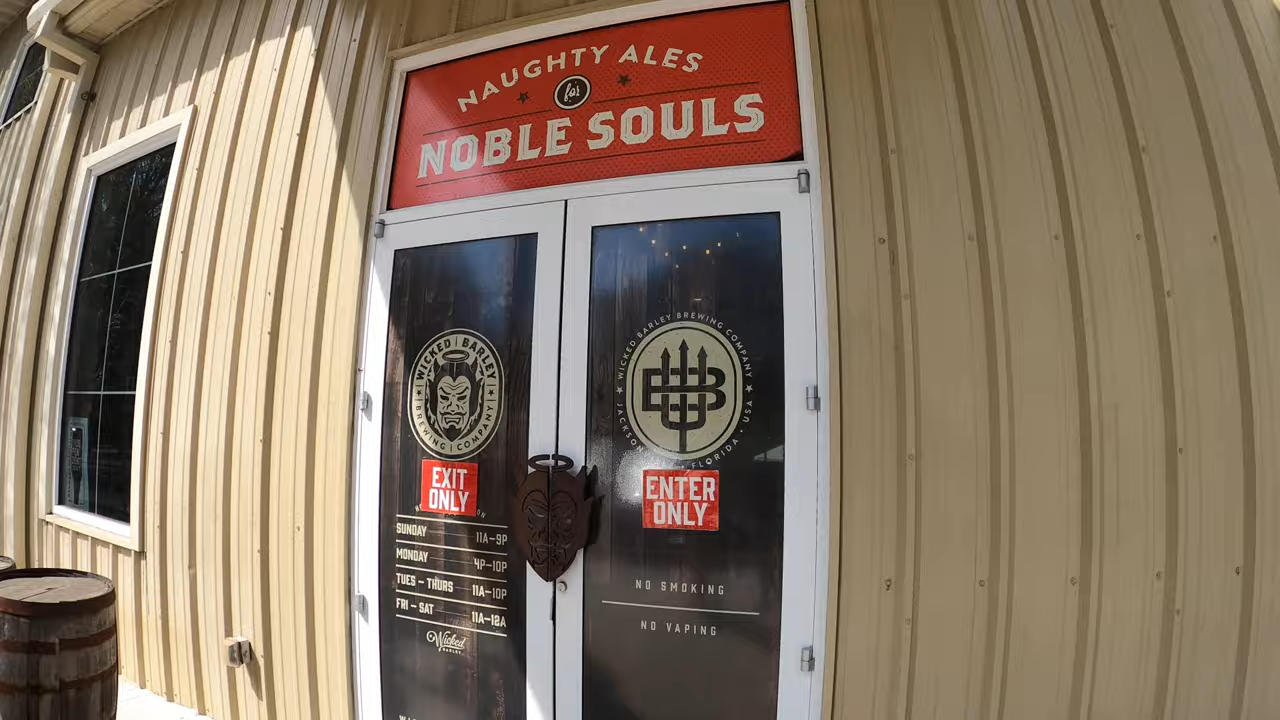 NAUGHTY ALES
for
NOBLE SOULS
WICKED BARLEY
BREWING COMPANY
EXIT
ONLY
SUNDAY 11A-9P
MONDAY 4P-10P
TUES - THURS 11A-10P
FRI - SAT 11A-12A
Wicked
BARLEY
WICKED BARLEY BREWING COMPANY
FLORIDA USA
WB
ENTER
ONLY
NO SMOKING
NO VAPING